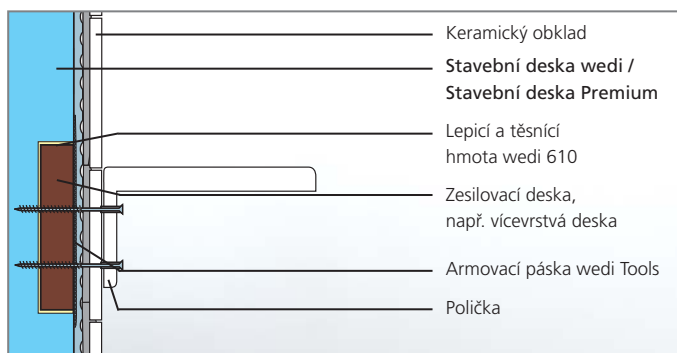 Keramický obklad
Stavební deska wedi /
Stavební deska Premium
Lepicí a těsnící
hmota wedi 610
Zesilovací deska,
např. vícevrstvá deska
Armovací páska wedi Tools
Polička